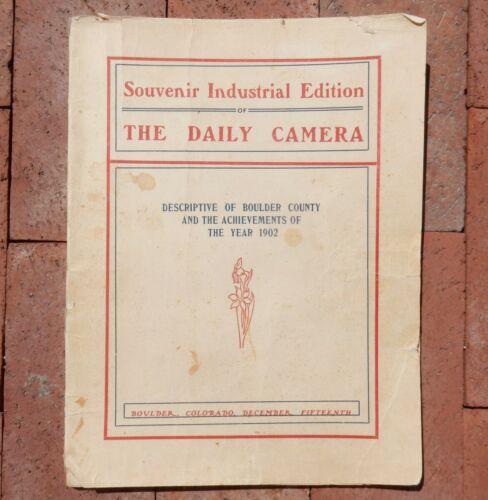 Souvenir Industrial Edition
OF
THE DAILY CAMERA
DESCRIPTIVE OF BOULDER COUNTY
AND THE ACHIEVEMENTS OF
THE YEAR 1902
BOULDER, COLORADO, DECEMBER FIFTEENTH